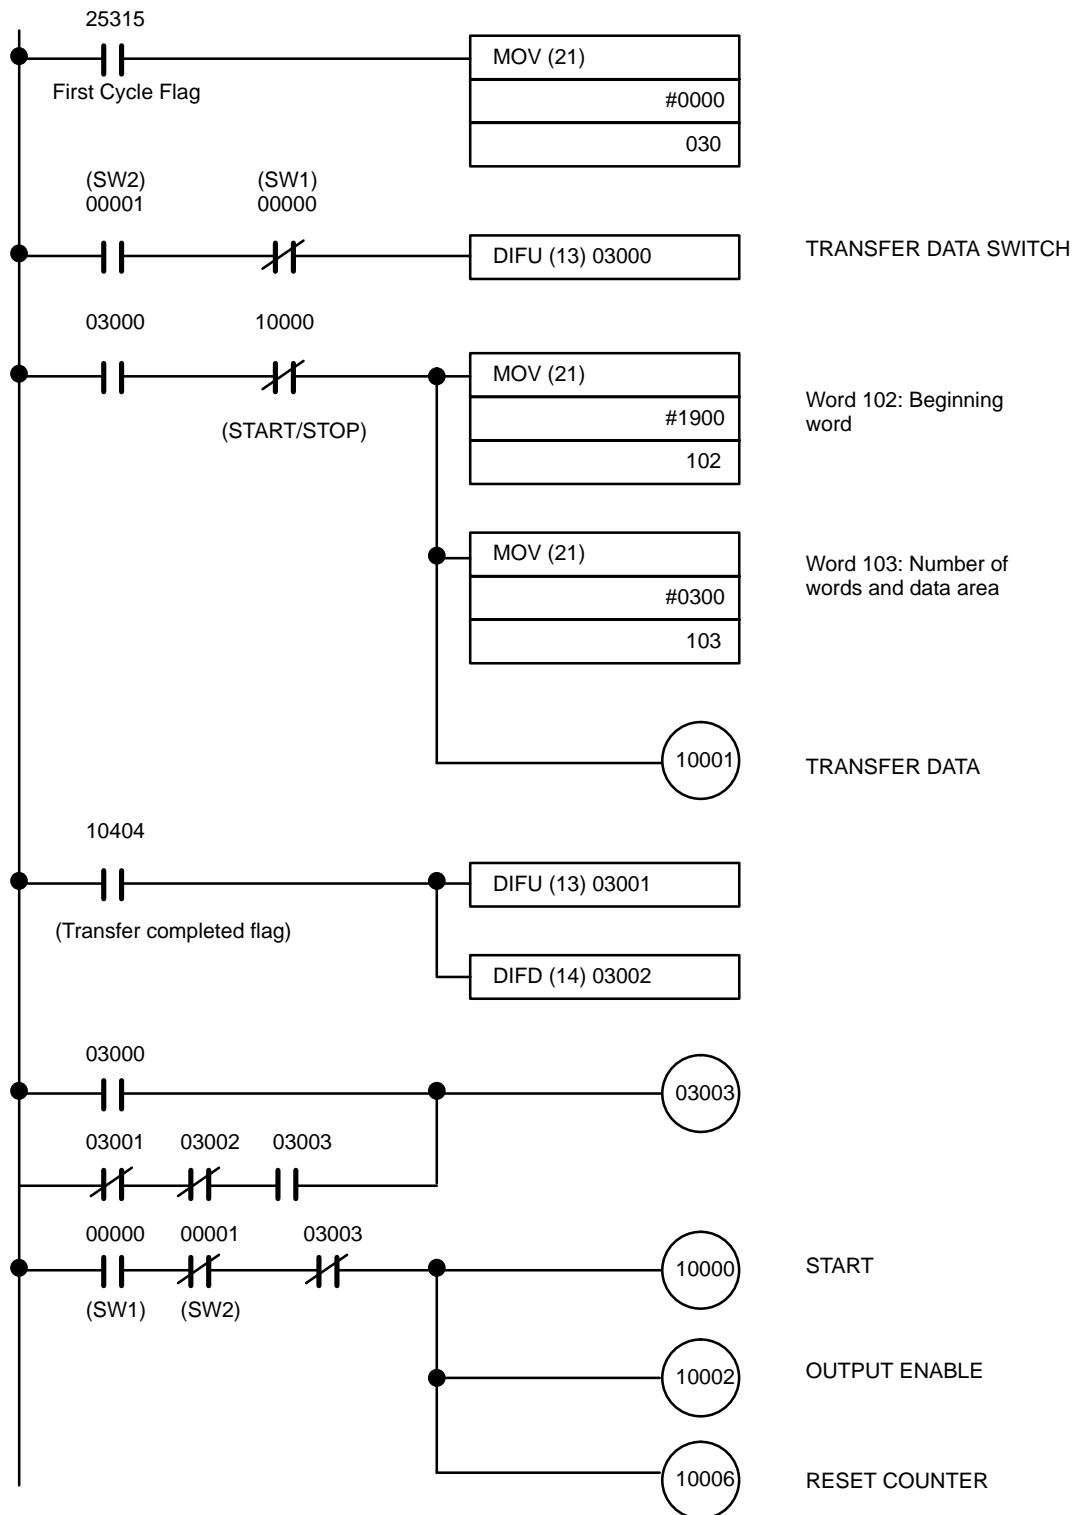 25315
First Cycle Flag
MOV (21)
#0000
030
(SW2) (SW1)
00001 00000
DIFU (13) 03000
TRANSFER DATA SWITCH
03000 10000
(START/STOP)
MOV (21)
#1900
102
Word 102: Beginning
word
MOV (21)
#0300
103
Word 103: Number of
words and data area
10001
TRANSFER DATA
10404
(Transfer completed flag)
DIFU (13) 03001
DIFD (14) 03002
03000
03003
03001 03002 03003
00000 00001 03003
(SW1) (SW2)
10000
START
10002
OUTPUT ENABLE
10006
RESET COUNTER